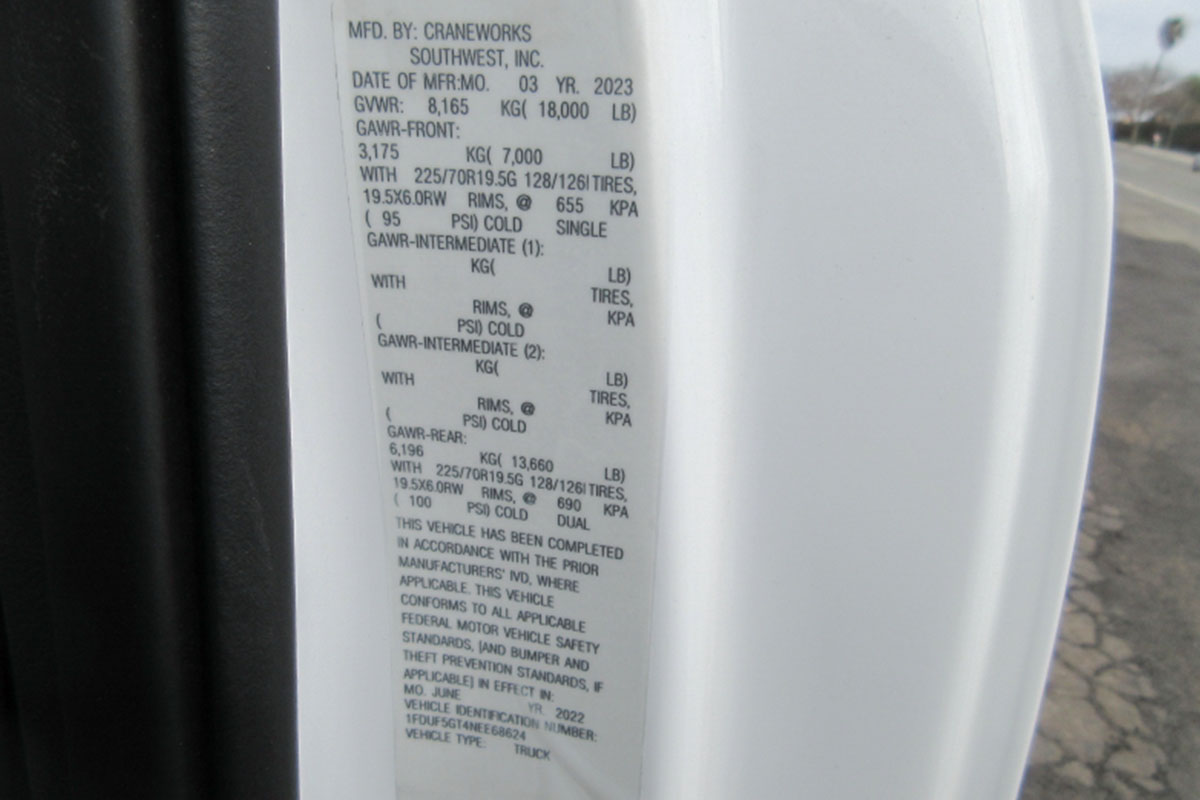 MFD. BY: CRANEWORKS
SOUTHWEST, INC.
DATE OF MFR:MO. 03 YR. 2023
GVWR: 8,165 KG( 18,000 LB)
GAWR-FRONT:
3,175 KG( 7,000 LB)
WITH 225/70R19.5G 128/126I TIRES,
19.5X6.0RW RIMS, @ 655 KPA
( 95 PSI) COLD SINGLE
GAWR-INTERMEDIATE (1):
KG( LB)
WITH TIRES,
RIMS, @ KPA
( PSI) COLD
GAWR-INTERMEDIATE (2):
KG( LB)
WITH TIRES,
RIMS, @ KPA
( PSI) COLD
GAWR-REAR:
6,196 KG( 13,660 LB)
WITH 225/70R19.5G 128/126I TIRES,
19.5X6.0RW RIMS, @ 690 KPA
( 100 PSI) COLD DUAL
THIS VEHICLE HAS BEEN COMPLETED
IN ACCORDANCE WITH THE PRIOR
MANUFACTURERS' IVD, WHERE
APPLICABLE. THIS VEHICLE
CONFORMS TO ALL APPLICABLE
FEDERAL MOTOR VEHICLE SAFETY
STANDARDS, [AND BUMPER AND
THEFT PREVENTION STANDARDS, IF
APPLICABLE] IN EFFECT IN:
MO. JUNE YR. 2022
VEHICLE IDENTIFICATION NUMBER:
1FDUF5GT4NEE68624
VEHICLE TYPE: TRUCK